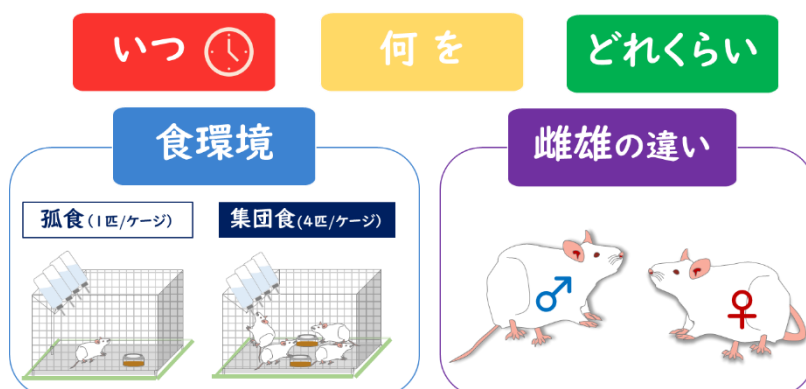 いつ
何を
どれくらい
食環境
孤食(1匹/ケージ)
集団食(4匹/ケージ)
雌雄の違い
♂
♀